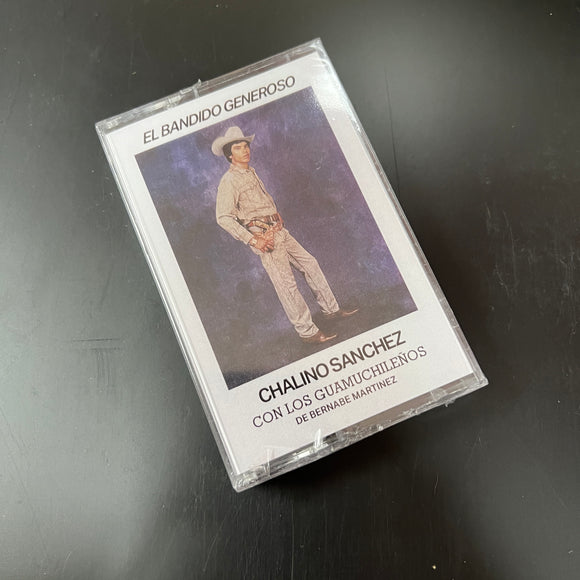 EL BANDIDO GENEROSO
CHALINO SANCHEZ
CON LOS GUAMUCHILEÑOS
DE BERNABE MARTINEZ